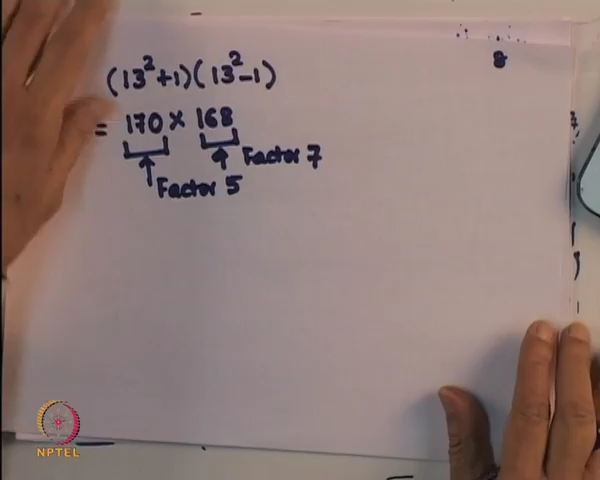 8
(13²+1)(13²-1)
= 170 × 168
Factor 7
Factor 5
NPTEL